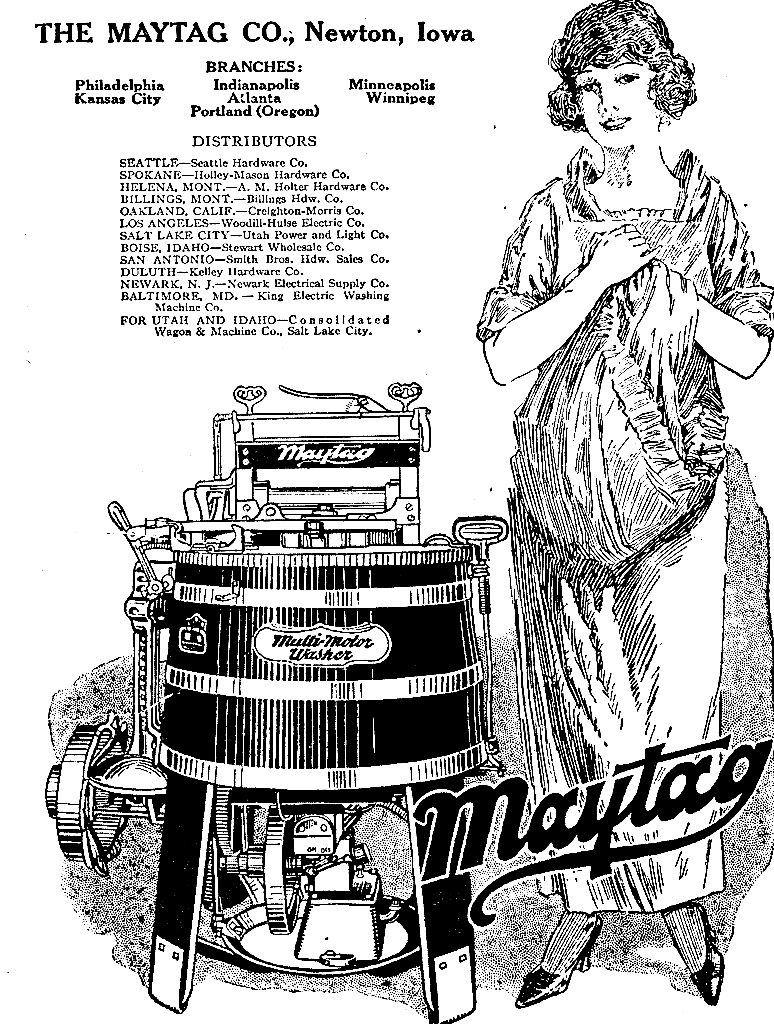 THE MAYTAG CO., Newton, Iowa
BRANCHES:
Philadelphia Indianapolis Minneapolis
Kansas City Atlanta Winnipeg
Portland (Oregon)
DISTRIBUTORS
SEATTLE—Seattle Hardware Co.
SPOKANE—Holley-Mason Hardware Co.
HELENA, MONT.—A. M. Holter Hardware Co.
BILLINGS, MONT.—Billings Hdw. Co.
OAKLAND, CALIF.—Creighton-Morris Co.
LOS ANGELES—Woodill-Hulse Electric Co.
SALT LAKE CITY—Utah Power and Light Co.
BOISE, IDAHO—Stewart Wholesale Co.
SAN ANTONIO—Smith Bros. Hdw. Sales Co.
DULUTH—Kelley Hardware Co.
NEWARK, N. J.—Newark Electrical Supply Co.
BALTIMORE, MD. — King Electric Washing
Machine Co.
FOR UTAH AND IDAHO—Consolidated
Wagon & Machine Co., Salt Lake City.
Maytag
Multi-Motor
Washer
Maytag